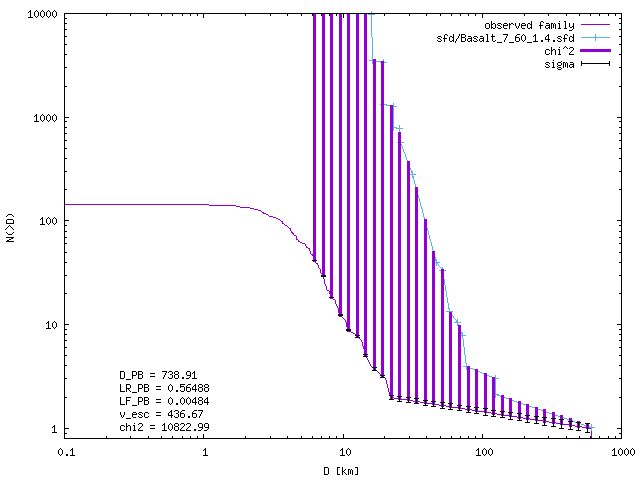 10000
1000
100
10
1
N(>D)
observed family
sfd/Basalt_7_60_1.4.sfd
chi^2
sigma
D_PB = 738.91
LR_PB = 0.56488
LF_PB = 0.00484
v_esc = 436.67
chi2 = 10822.99
0.1 1 10 100 1000
D [km]